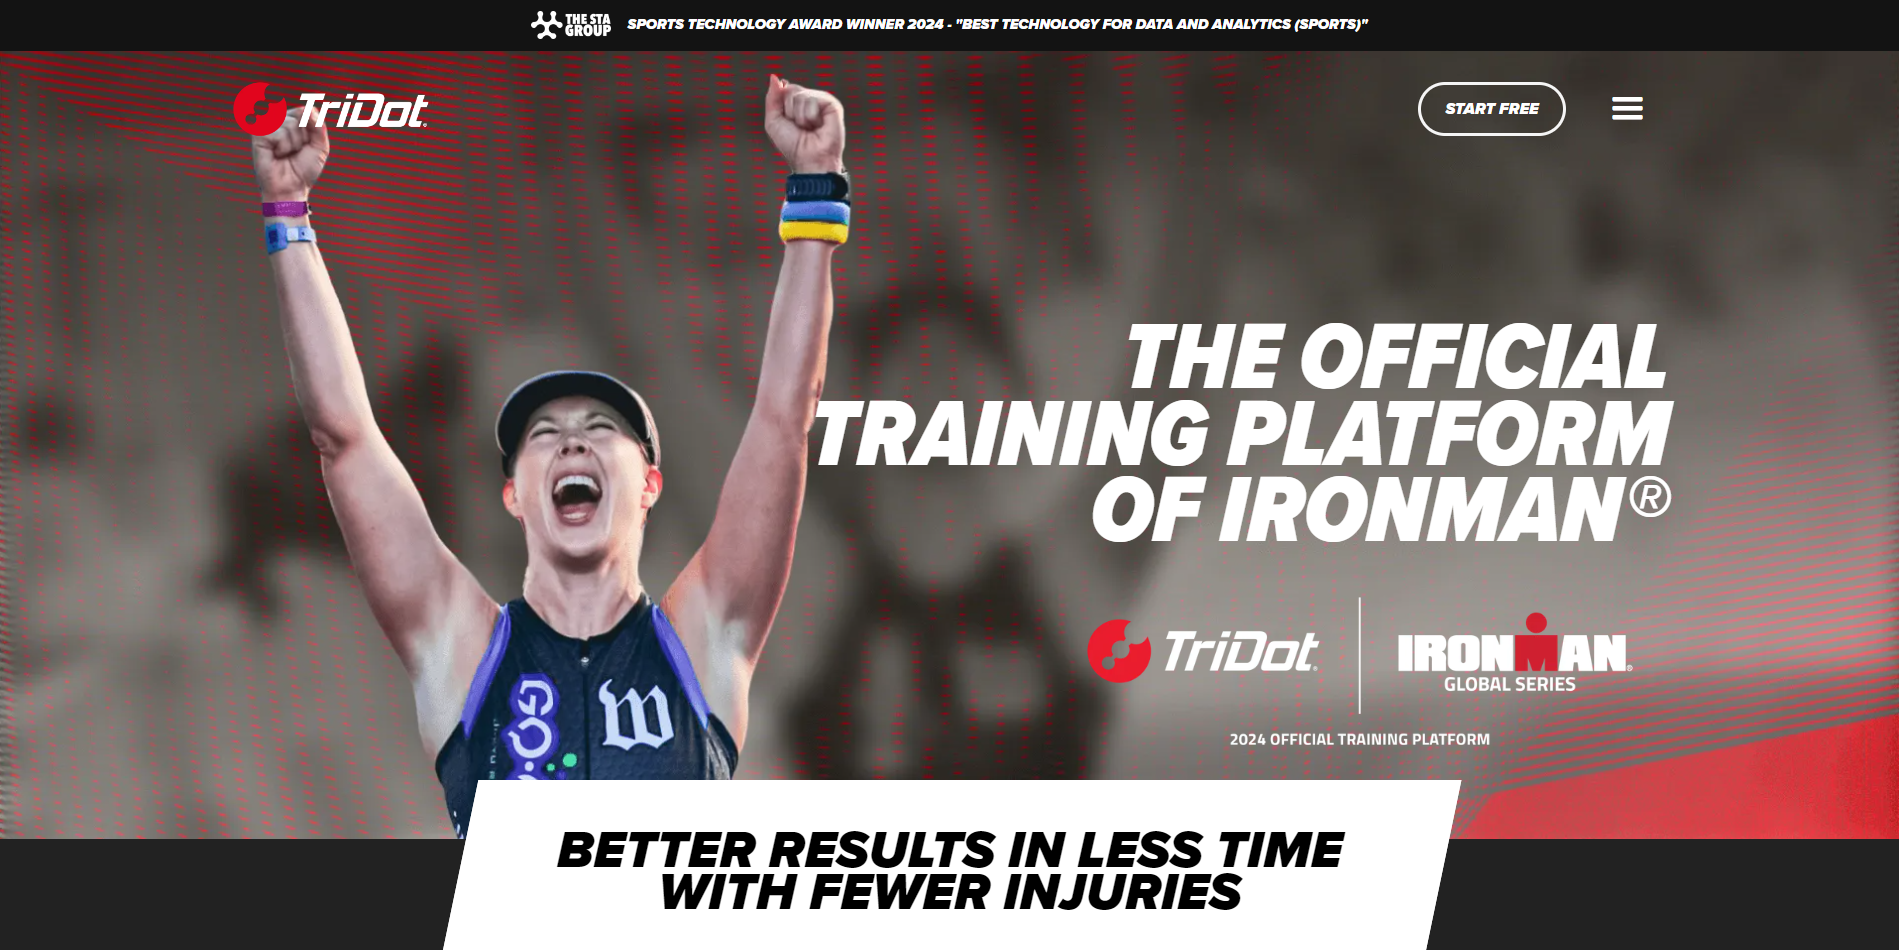 THE STA
GROUP
SPORTS TECHNOLOGY AWARD WINNER 2024 - "BEST TECHNOLOGY FOR DATA AND ANALYTICS (SPORTS)"
TriDot®
START FREE
THE OFFICIAL
TRAINING PLATFORM
OF IRONMAN®
TriDot®
IRONMAN®
GLOBAL SERIES
2024 OFFICIAL TRAINING PLATFORM
W
BETTER RESULTS IN LESS TIME
WITH FEWER INJURIES